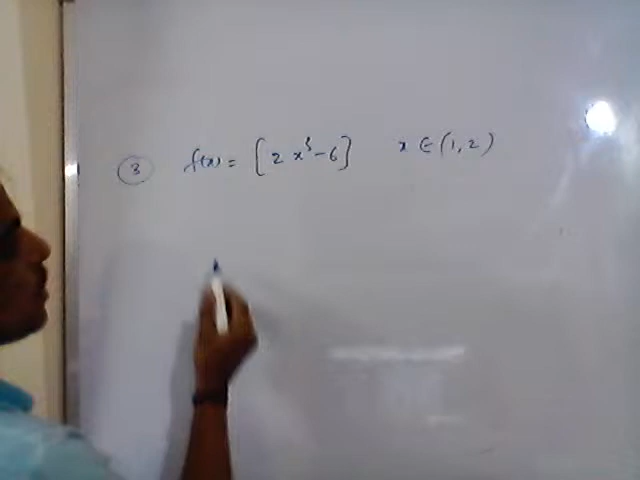 ③ f(x) = [2x³-6] x ∈ (1,2)